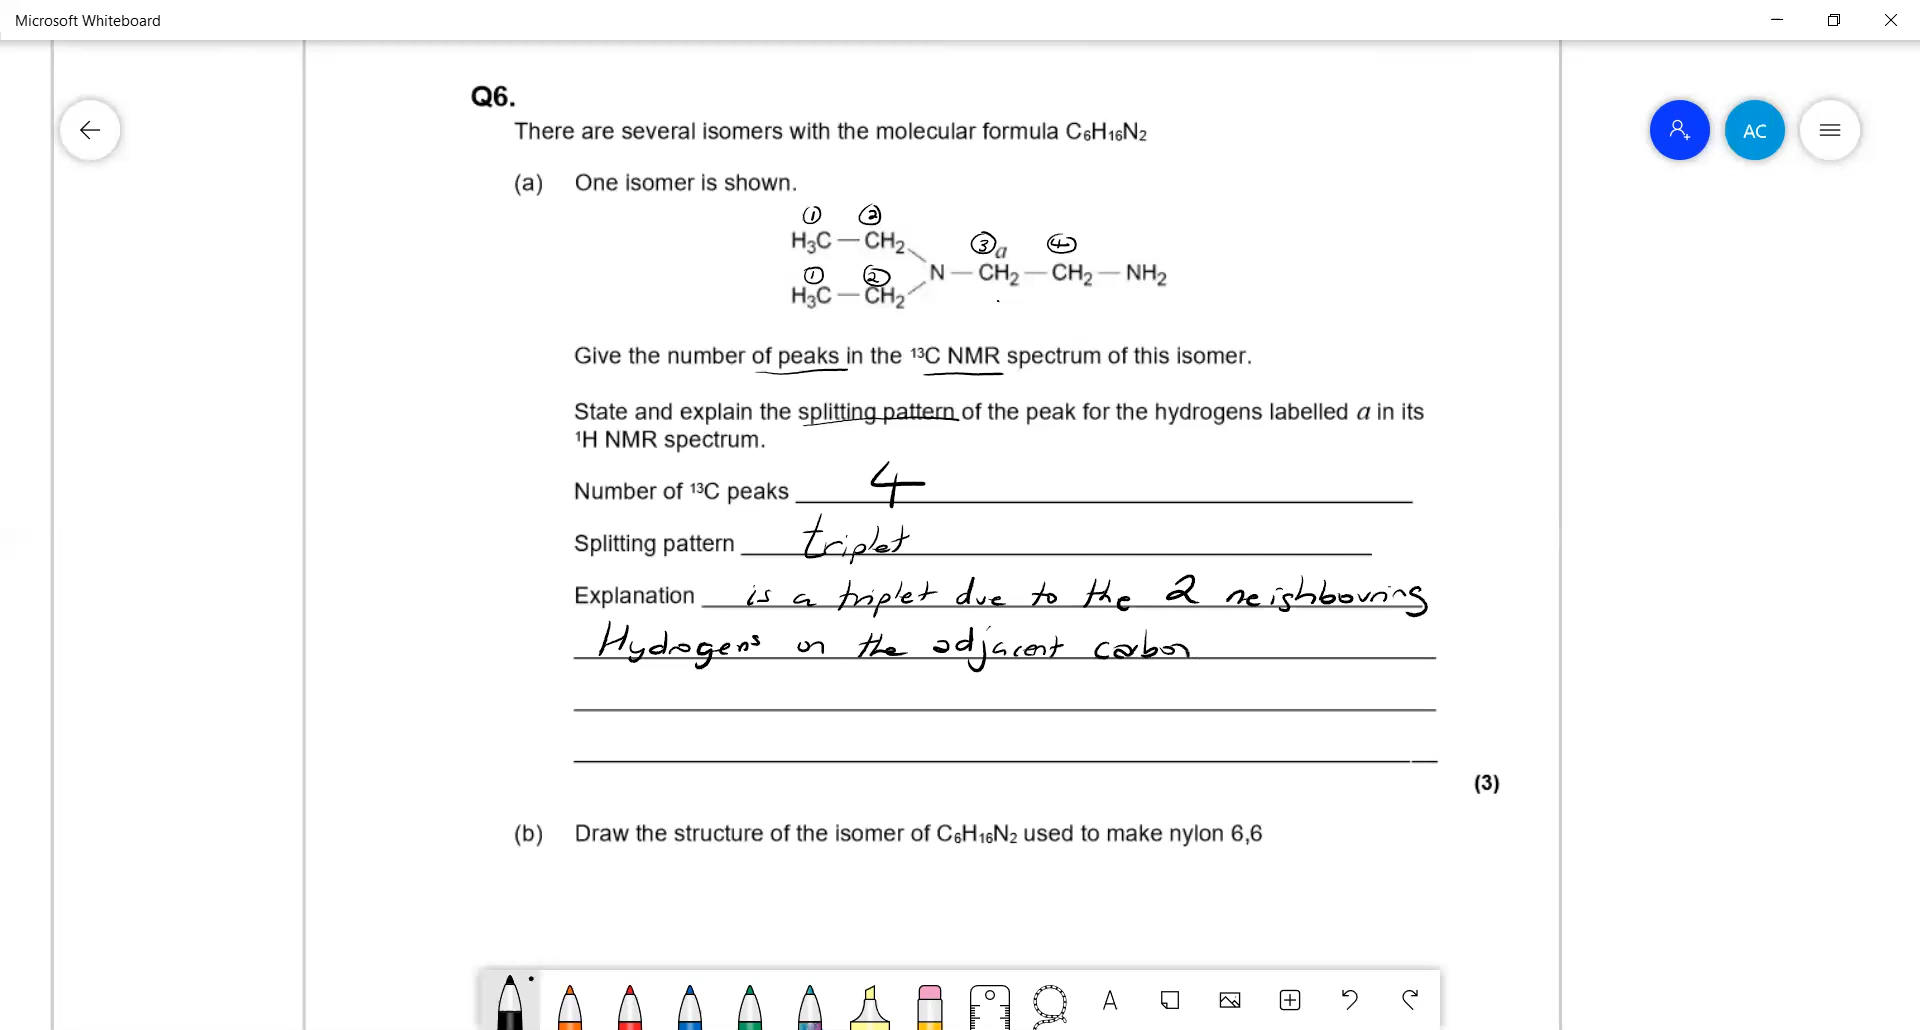 Microsoft Whiteboard
Q6.
There are several isomers with the molecular formula C₆H₁₆N₂
AC
(a) One isomer is shown.
① ②
H₃C — CH₂ ③ a ④
① ② N — CH₂ — CH₂ — NH₂
H₃C — CH₂
Give the number of peaks in the ¹³C NMR spectrum of this isomer.
State and explain the splitting pattern of the peak for the hydrogens labelled a in its
¹H NMR spectrum.
Number of ¹³C peaks 4
Splitting pattern triplet
Explanation is a triplet due to the 2 neighbouring
Hydrogens on the adjacent carbon
(3)
(b) Draw the structure of the isomer of C₆H₁₆N₂ used to make nylon 6,6